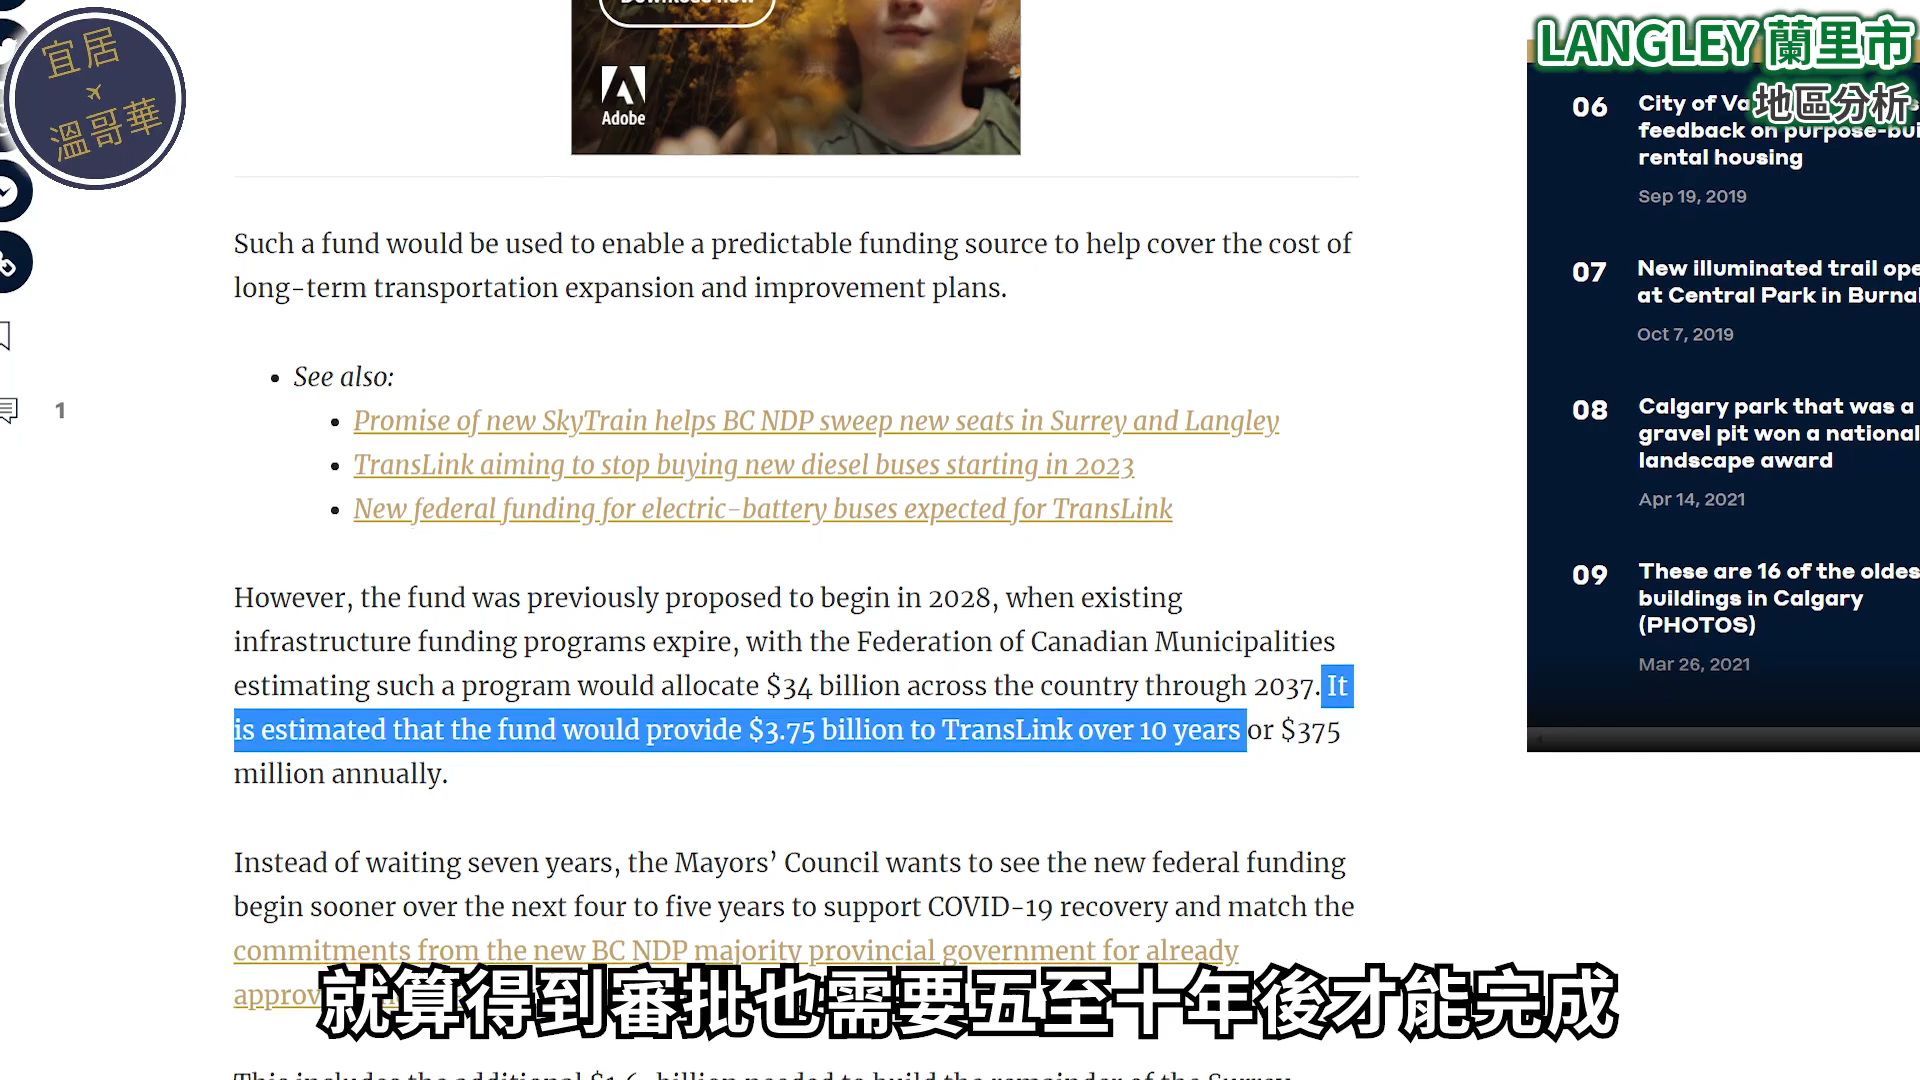 宜居
溫哥華
Adobe
LANGLEY 蘭里市
地區分析
Such a fund would be used to enable a predictable funding source to help cover the cost of
long-term transportation expansion and improvement plans.
See also:
Promise of new SkyTrain helps BC NDP sweep new seats in Surrey and Langley
TransLink aiming to stop buying new diesel buses starting in 2023
New federal funding for electric-battery buses expected for TransLink
1
However, the fund was previously proposed to begin in 2028, when existing
infrastructure funding programs expire, with the Federation of Canadian Municipalities
estimating such a program would allocate $34 billion across the country through 2037. It
is estimated that the fund would provide $3.75 billion to TransLink over 10 years or $375
million annually.
Instead of waiting seven years, the Mayors’ Council wants to see the new federal funding
begin sooner over the next four to five years to support COVID-19 recovery and match the
commitments from the new BC NDP majority provincial government for already
就算得到審批也需要五至十年後才能完成
06
City of
feedback on purpose-
rental housing
Sep 19, 2019
07
New illuminated trail
at Central Park in
Oct 7, 2019
08
Calgary park that was a
gravel pit won a national
landscape award
Apr 14, 2021
09
These are 16 of the
buildings in Calgary
(PHOTOS)
Mar 26, 2021